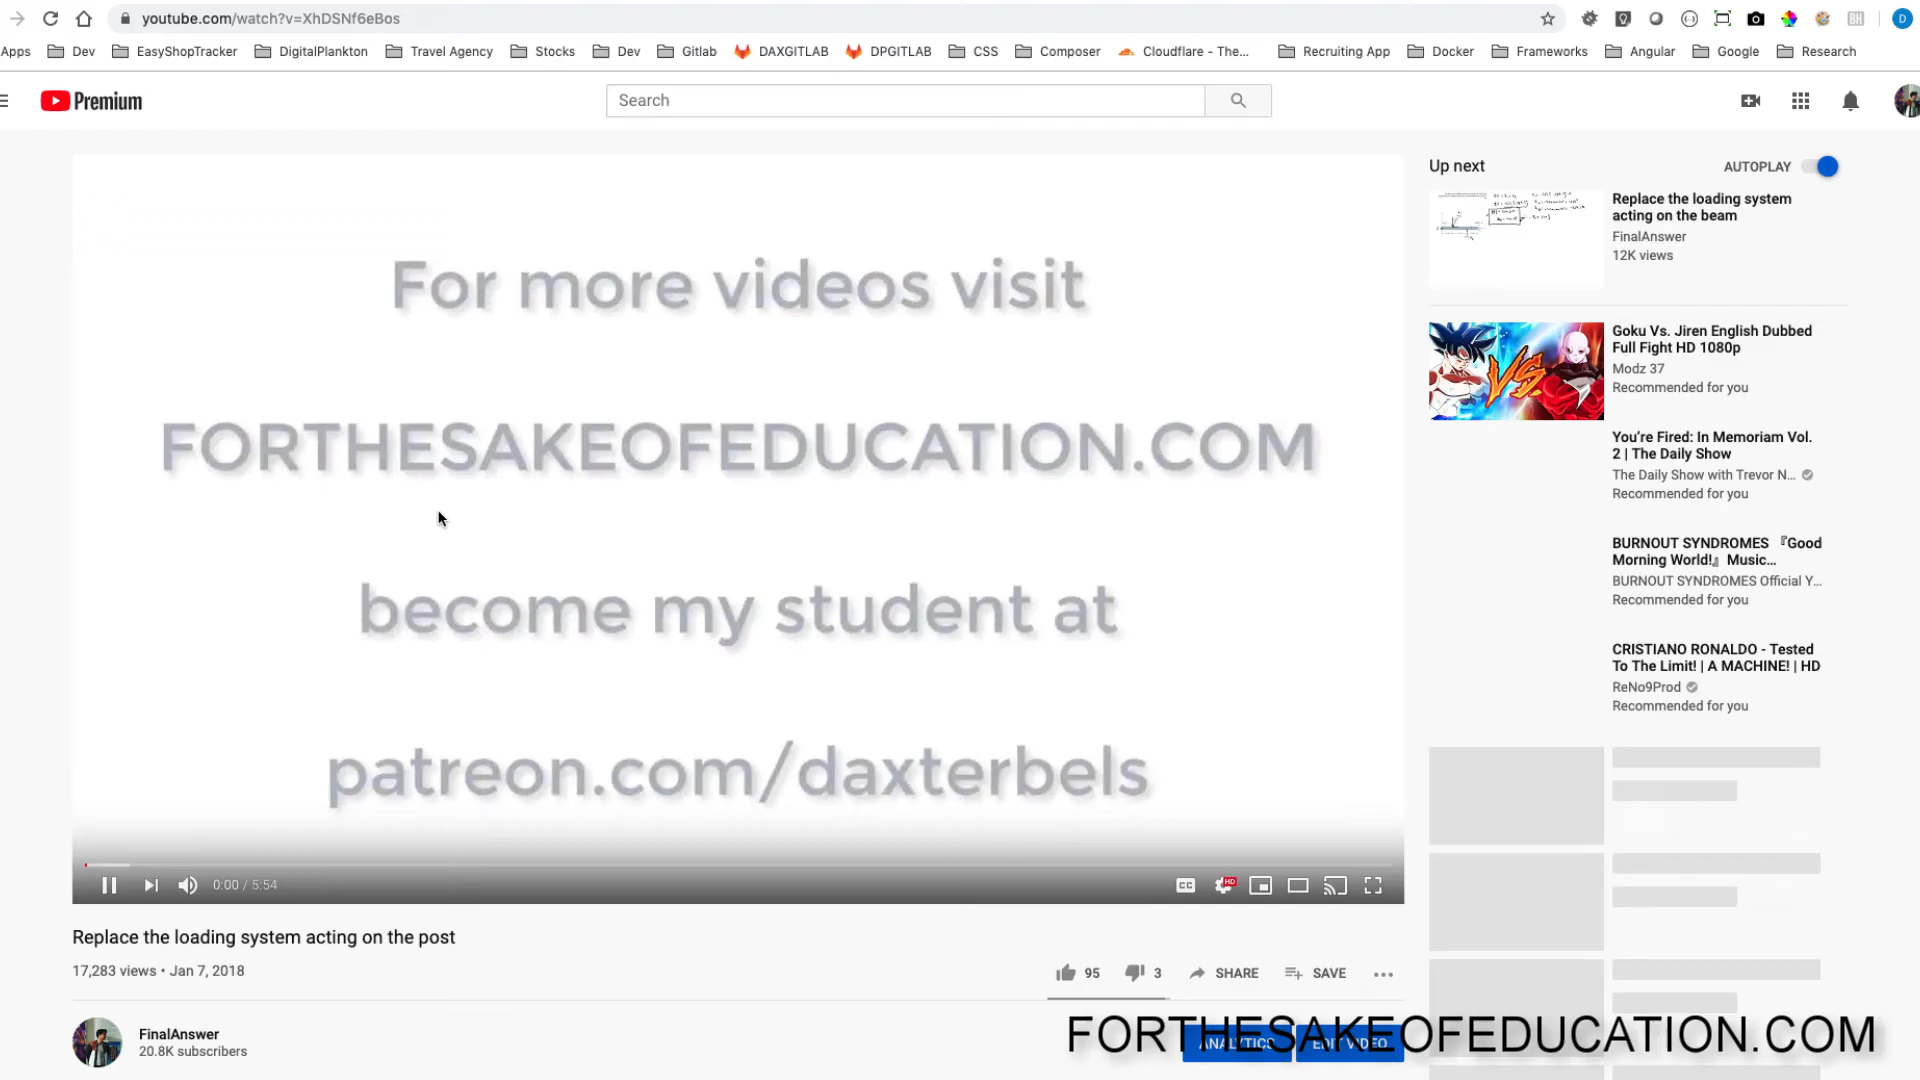 youtube.com/watch?v=XhDSNf6eBos
Apps Dev EasyShopTracker DigitalPlankton Travel Agency Stocks Dev Gitlab DAXGITLAB DPGITLAB CSS Composer Cloudflare - The... Recruiting App Docker Frameworks Angular Google Research
Premium
Search
For more videos visit
FORTHESAKEOFEDUCATION.COM
become my student at
patreon.com/daxterbels
0:00 / 5:54
CC
HD
Replace the loading system acting on the post
17,283 views • Jan 7, 2018
95 3 SHARE SAVE
FinalAnswer
20.8K subscribers
ANALYTICS EDIT VIDEO
Up next AUTOPLAY
Replace the loading system
acting on the beam
FinalAnswer
12K views
VS.
Goku Vs. Jiren English Dubbed
Full Fight HD 1080p
Modz 37
Recommended for you
You're Fired: In Memoriam Vol.
2 | The Daily Show
The Daily Show with Trevor N...
Recommended for you
BURNOUT SYNDROMES 『Good
Morning World!』 Music...
BURNOUT SYNDROMES Official Y...
Recommended for you
CRISTIANO RONALDO - Tested
To The Limit! | A MACHINE! | HD
ReNo9Prod
Recommended for you
FORTHESAKEOFEDUCATION.COM